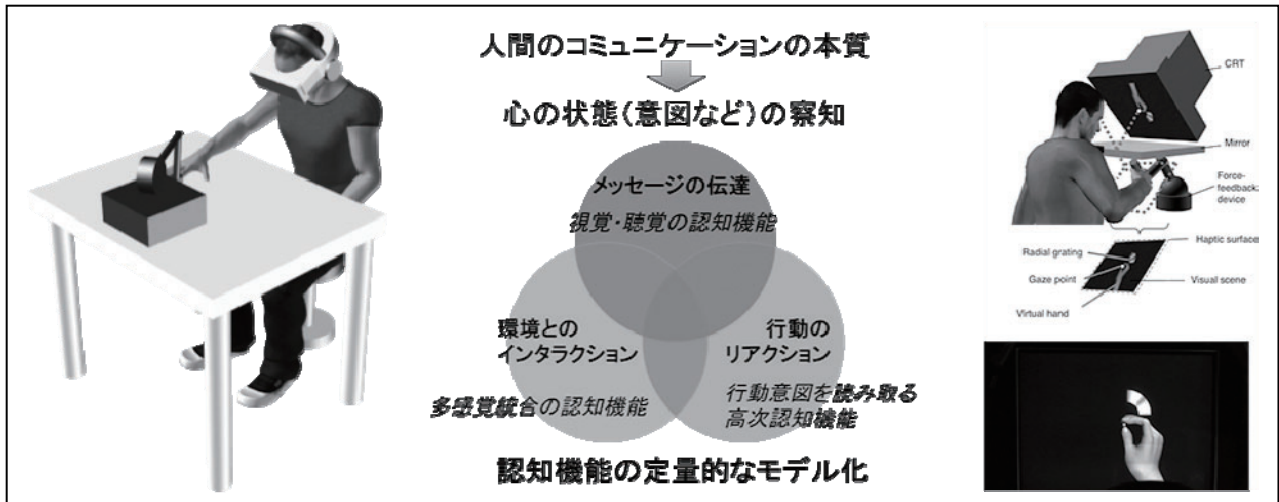 人間のコミュニケーションの本質
心の状態(意図など)の察知
メッセージの伝達
視覚・聴覚の認知機能
環境との
インタラクション
多感覚統合の認知機能
行動の
リアクション
行動意図を読み取る
高次認知機能
認知機能の定量的なモデル化
CRT
Mirror
Force-
feedback
device
Haptic surface
Radial grating
Gaze point
Visuall scene
Virtual hand